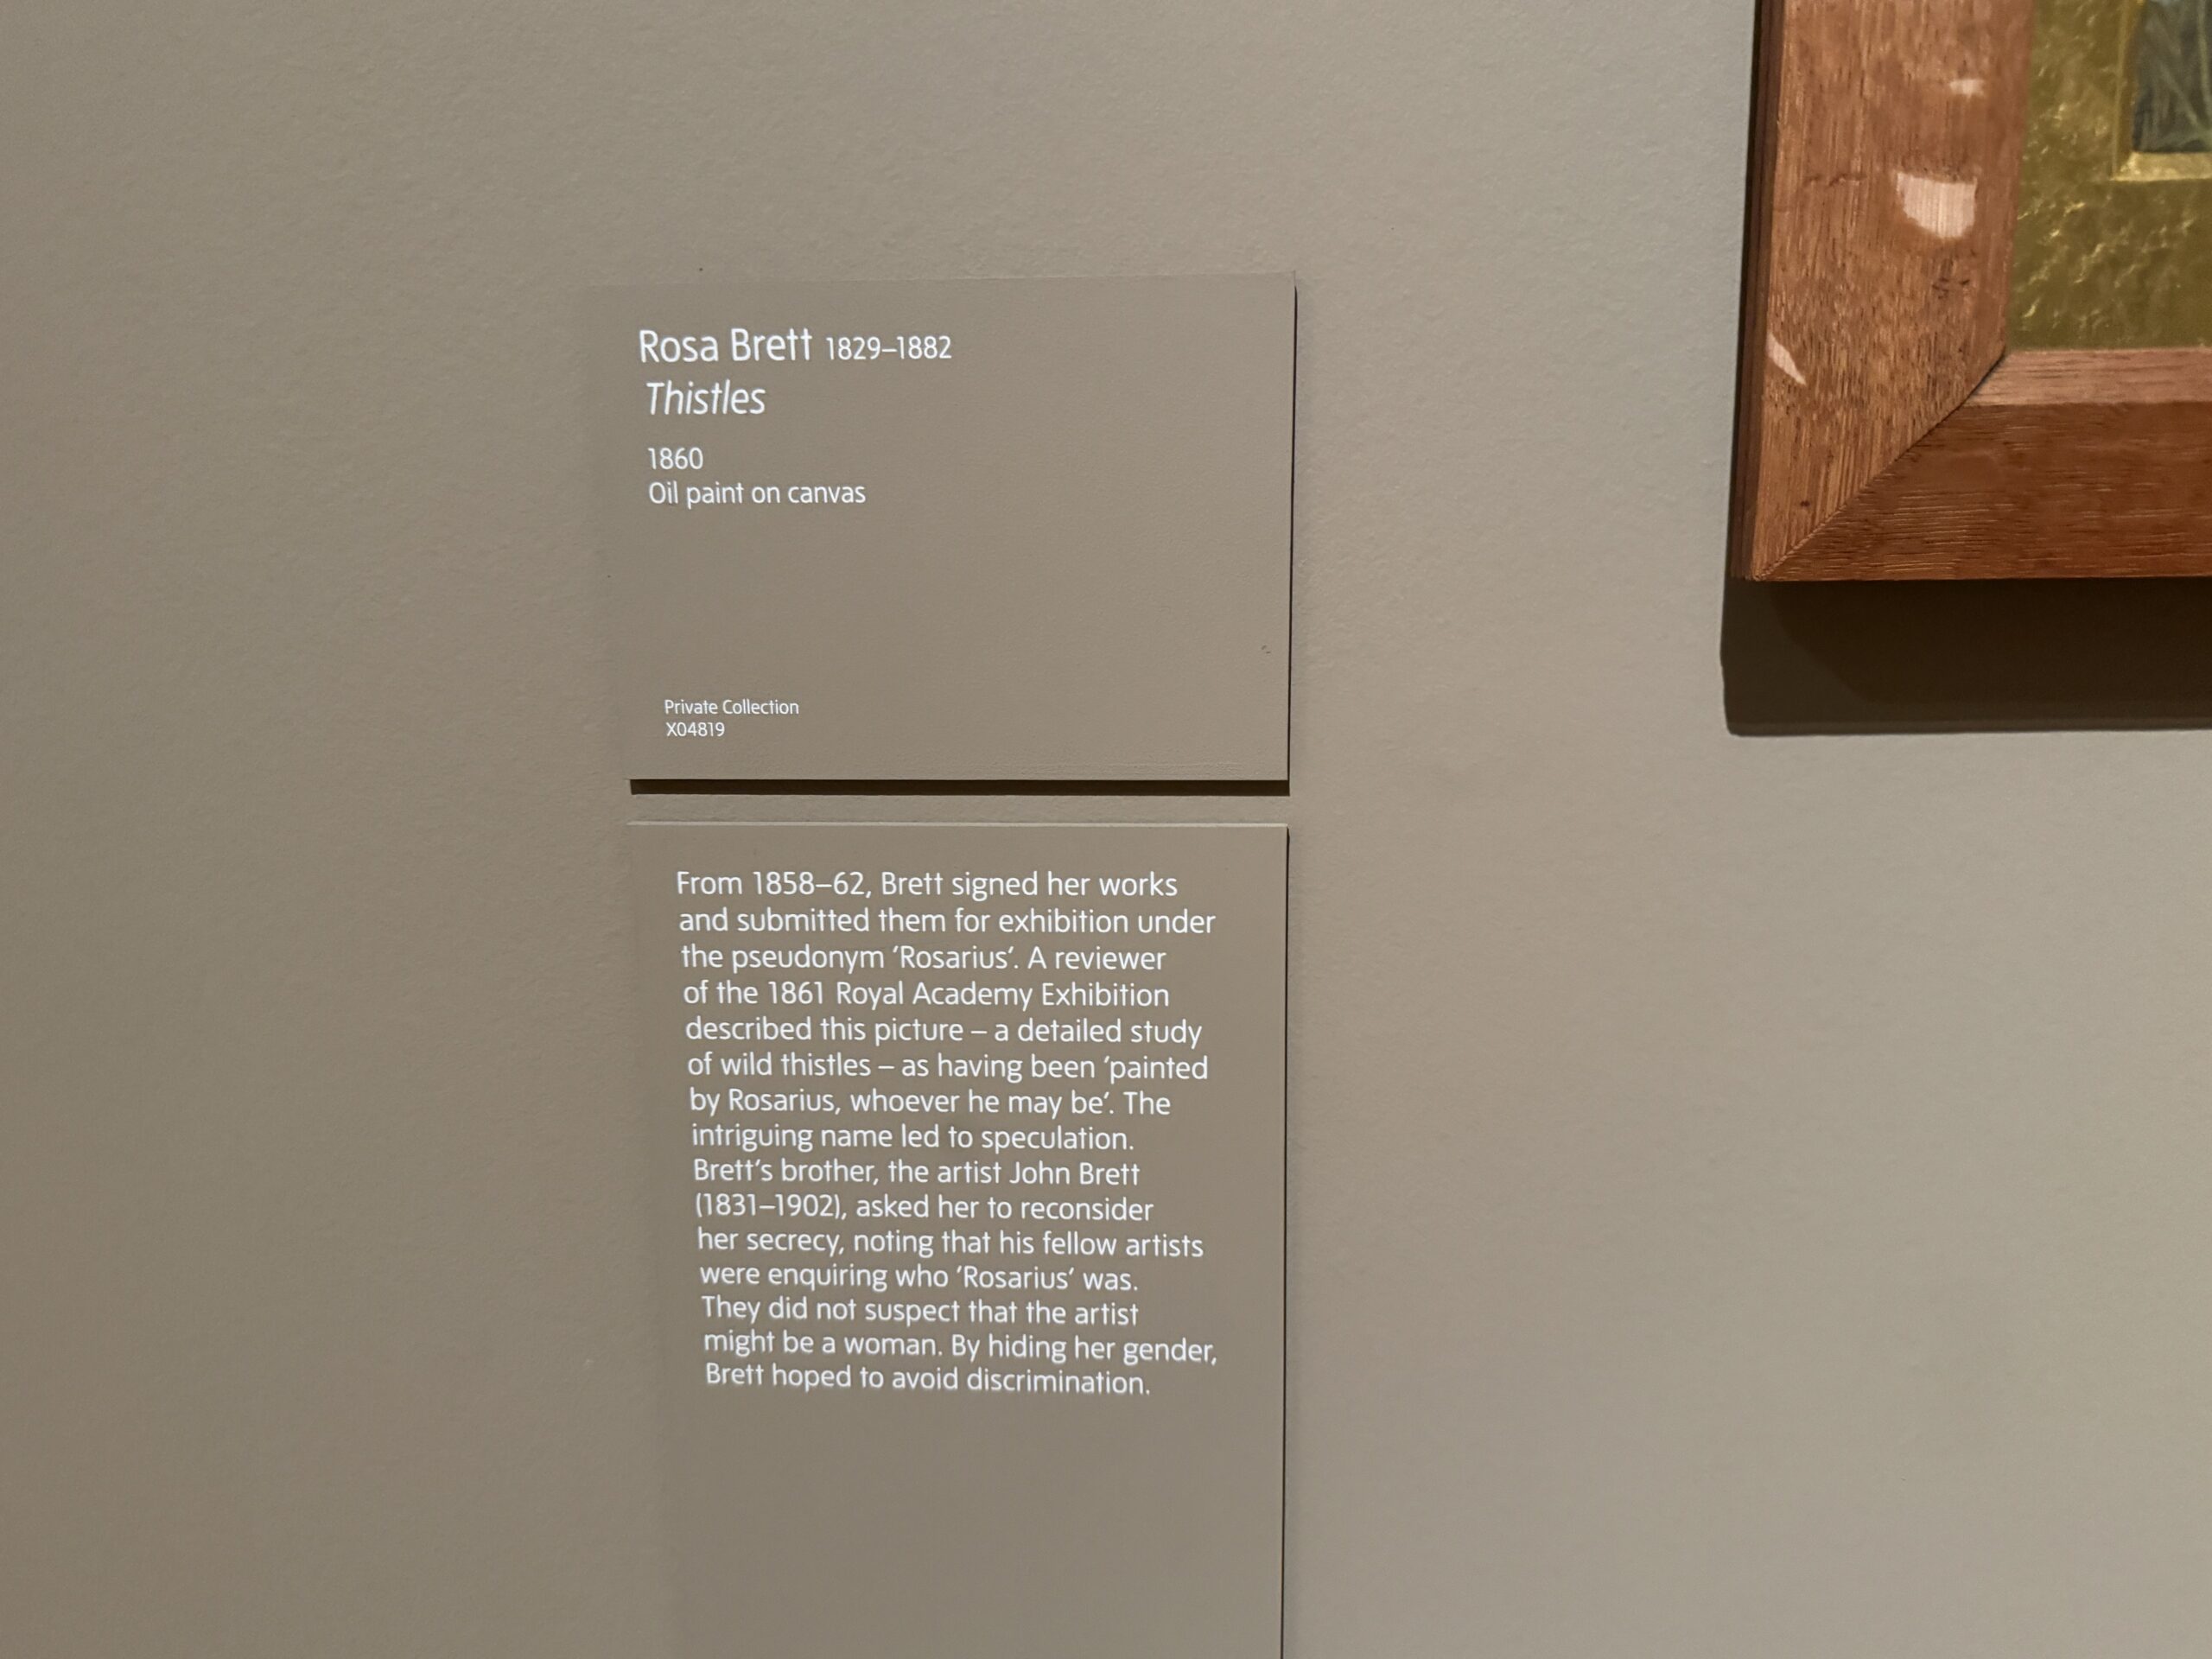 Rosa Brett 1829–1882
Thistles
1860
Oil paint on canvas
Private Collection
X04819
From 1858–62, Brett signed her works
and submitted them for exhibition under
the pseudonym ‘Rosarius’. A reviewer
of the 1861 Royal Academy Exhibition
described this picture – a detailed study
of wild thistles – as having been ‘painted
by Rosarius, whoever he may be’. The
intriguing name led to speculation.
Brett’s brother, the artist John Brett
(1831–1902), asked her to reconsider
her secrecy, noting that his fellow artists
were enquiring who ‘Rosarius’ was.
They did not suspect that the artist
might be a woman. By hiding her gender,
Brett hoped to avoid discrimination.